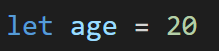 let age = 20